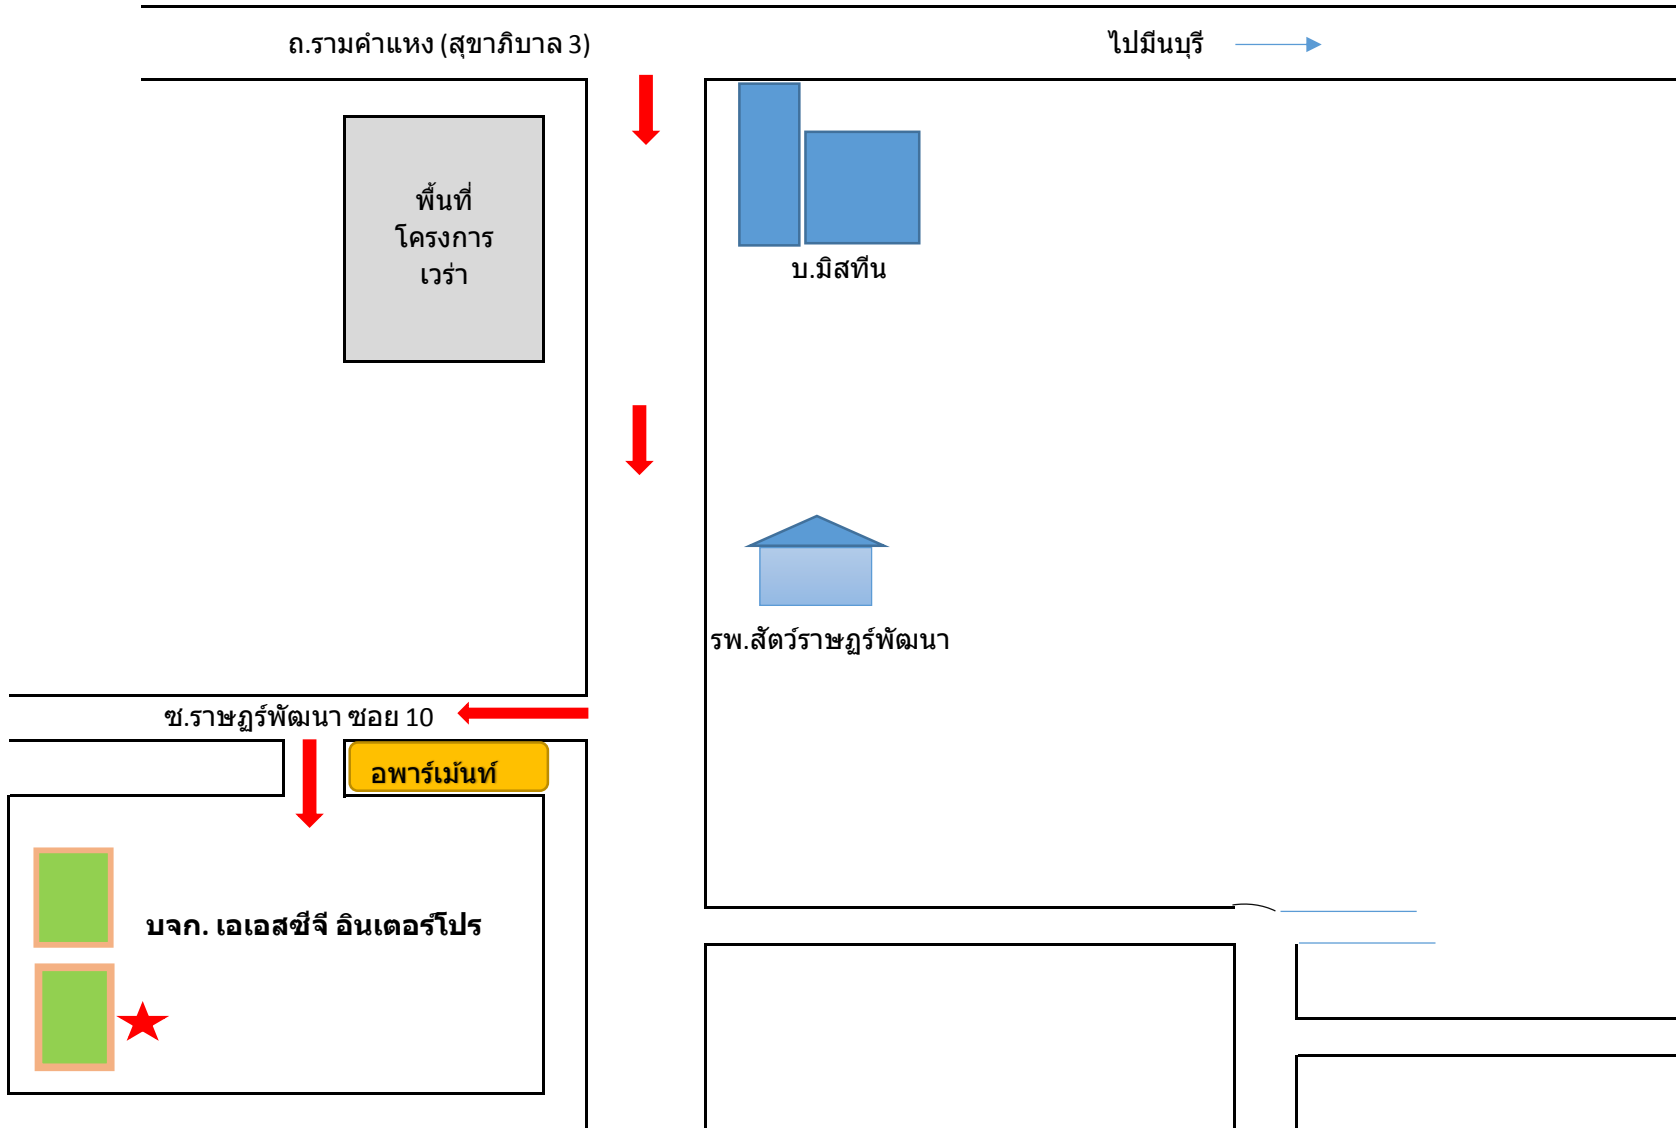 ถ.รามคำแหง (สุขาภิบาล 3)
ไปมีนบุรี
พื้นที่
โครงการ
เวร่า
บ.มิสทีน
รพ.สัตว์ราษฎร์พัฒนา
ซ.ราษฎร์พัฒนา ซอย 10
อพาร์เม้นท์
บจก. เอเอสซีจี อินเตอร์โปร